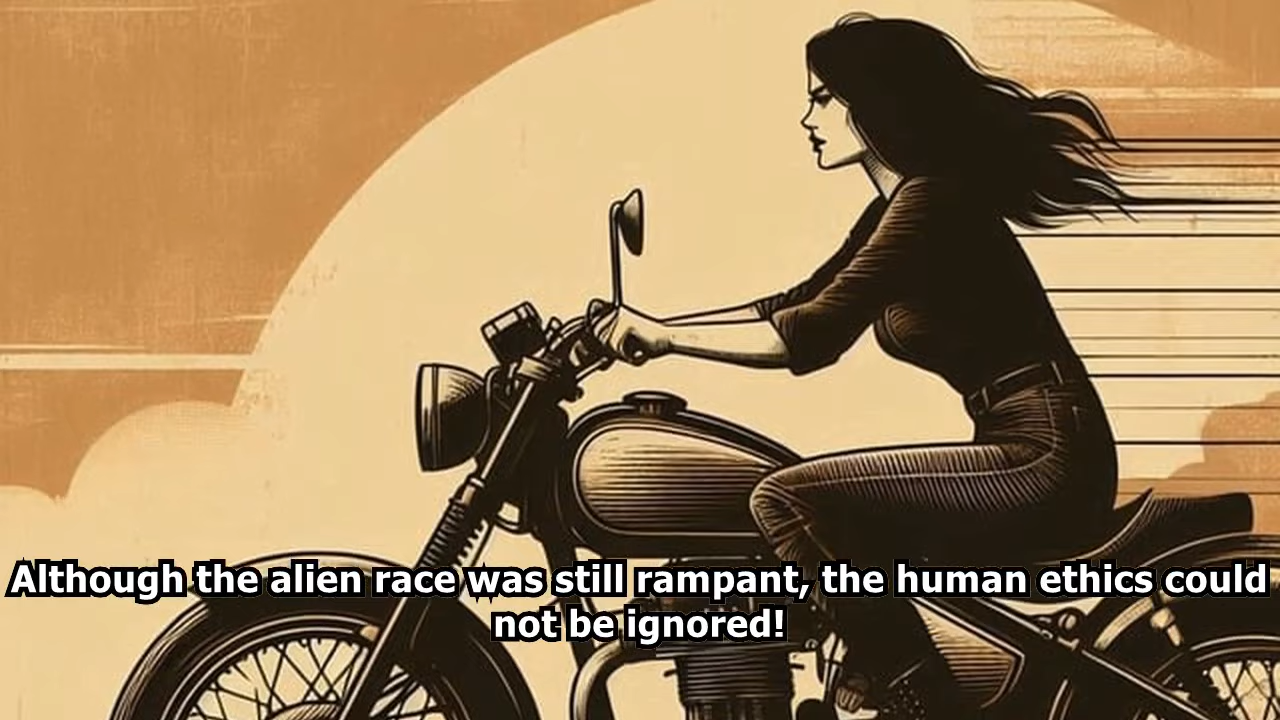 Although the alien race was still rampant, the human ethics could
not be ignored!